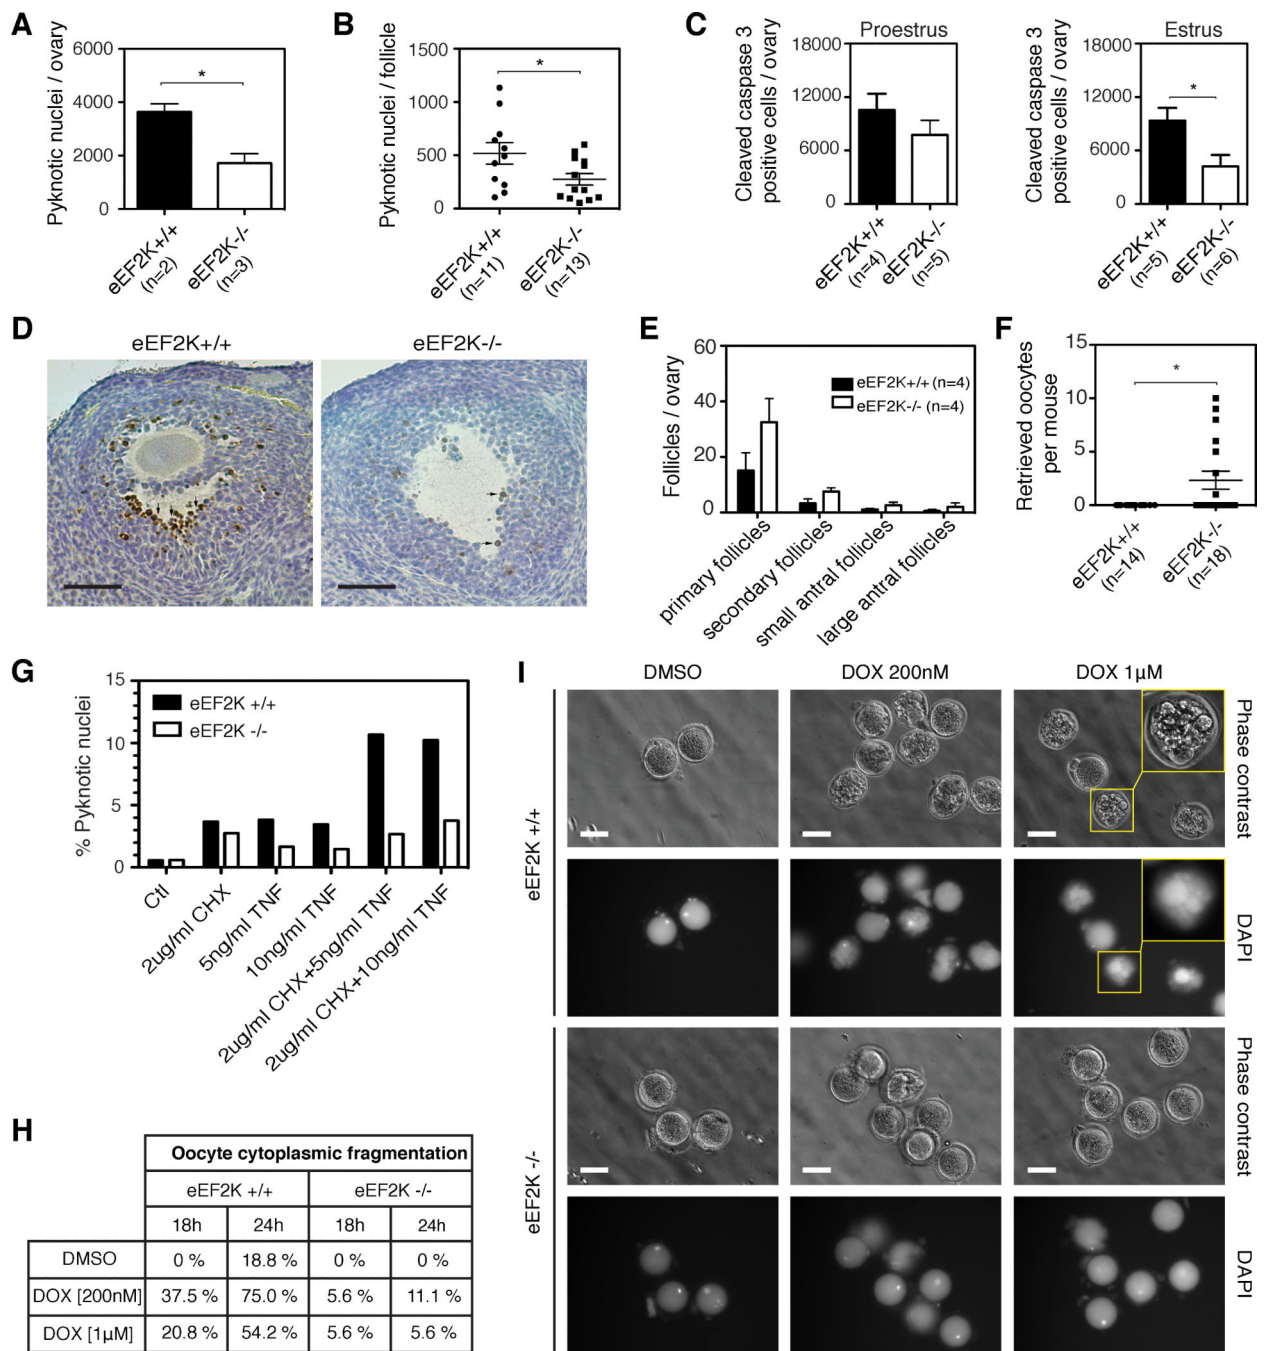 A
Pyknotic nuclei / ovary
6000
4000
2000
0
*
eEF2K+/+
(n=2)
eEF2K-/-
(n=3)
B
Pyknotic nuclei / follicle
1500
1000
500
0
*
eEF2K+/+
(n=11)
eEF2K-/-
(n=13)
C
Cleaved caspase 3
positive cells / ovary
Proestrus
18000
12000
6000
0
eEF2K+/+
(n=4)
eEF2K-/-
(n=5)
Cleaved caspase 3
positive cells / ovary
Estrus
18000
12000
6000
0
*
eEF2K+/+
(n=5)
eEF2K-/-
(n=6)
D
eEF2K+/+
eEF2K-/-
E
Follicles / ovary
60
40
20
0
eEF2K+/+ (n=4)
eEF2K-/- (n=4)
primary follicles
secondary follicles
small antral follicles
large antral follicles
F
Retrieved oocytes
per mouse
15
10
5
0
*
eEF2K+/+
(n=14)
eEF2K-/-
(n=18)
G
% Pyknotic nuclei
15
10
5
0
eEF2K +/+
eEF2K -/-
Ctl
2ug/ml CHX
5ng/ml TNF
10ng/ml TNF
2ug/ml CHX+5ng/ml TNF
2ug/ml CHX+10ng/ml TNF
H
Oocyte cytoplasmic fragmentation
eEF2K +/+ eEF2K -/-
18h 24h 18h 24h
DMSO 0 % 18.8 % 0 % 0 %
DOX [200nM] 37.5 % 75.0 % 5.6 % 11.1 %
DOX [1µM] 20.8 % 54.2 % 5.6 % 5.6 %
I
DMSO DOX 200nM DOX 1µM
eEF2K +/+
Phase contrast
DAPI
eEF2K -/-
Phase contrast
DAPI